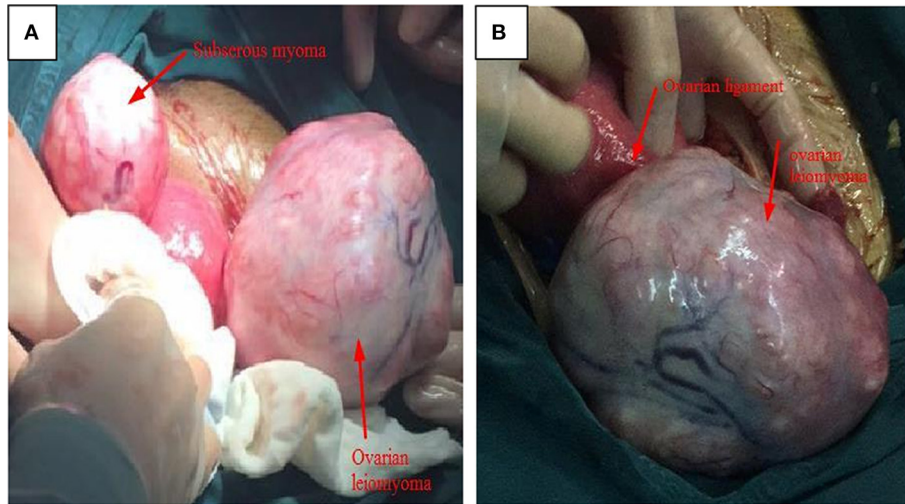 A
Subserous myoma
Ovarian
leiomyoma
B
Ovarian ligament
ovarian
leiomyoma